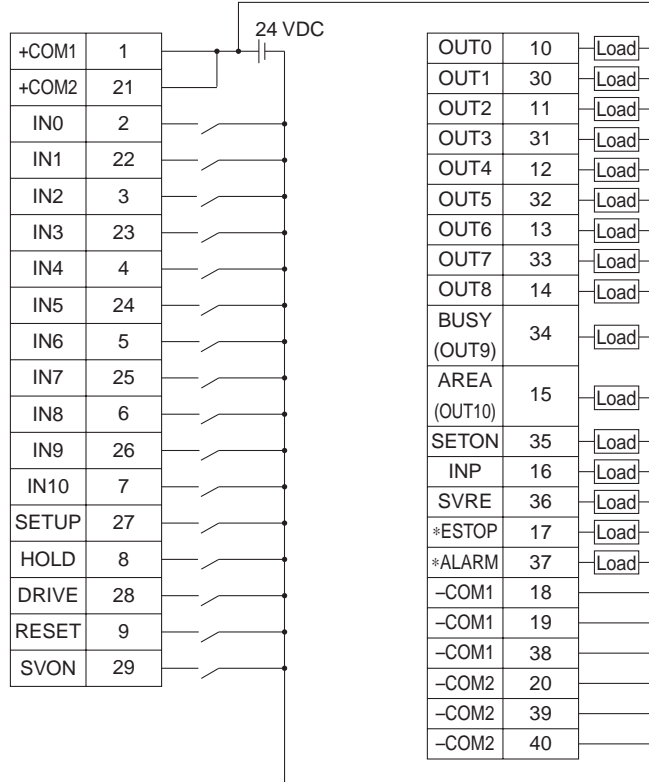 24 VDC
+COM1 1
+COM2 21
IN0 2
IN1 22
IN2 3
IN3 23
IN4 4
IN5 24
IN6 5
IN7 25
IN8 6
IN9 26
IN10 7
SETUP 27
HOLD 8
DRIVE 28
RESET 9
SVON 29
OUT0 10 Load
OUT1 30 Load
OUT2 11 Load
OUT3 31 Load
OUT4 12 Load
OUT5 32 Load
OUT6 13 Load
OUT7 33 Load
OUT8 14 Load
BUSY
(OUT9) 34 Load
AREA
(OUT10) 15 Load
SETON 35 Load
INP 16 Load
SVRE 36 Load
*ESTOP 17 Load
*ALARM 37 Load
–COM1 18
–COM1 19
–COM1 38
–COM2 20
–COM2 39
–COM2 40